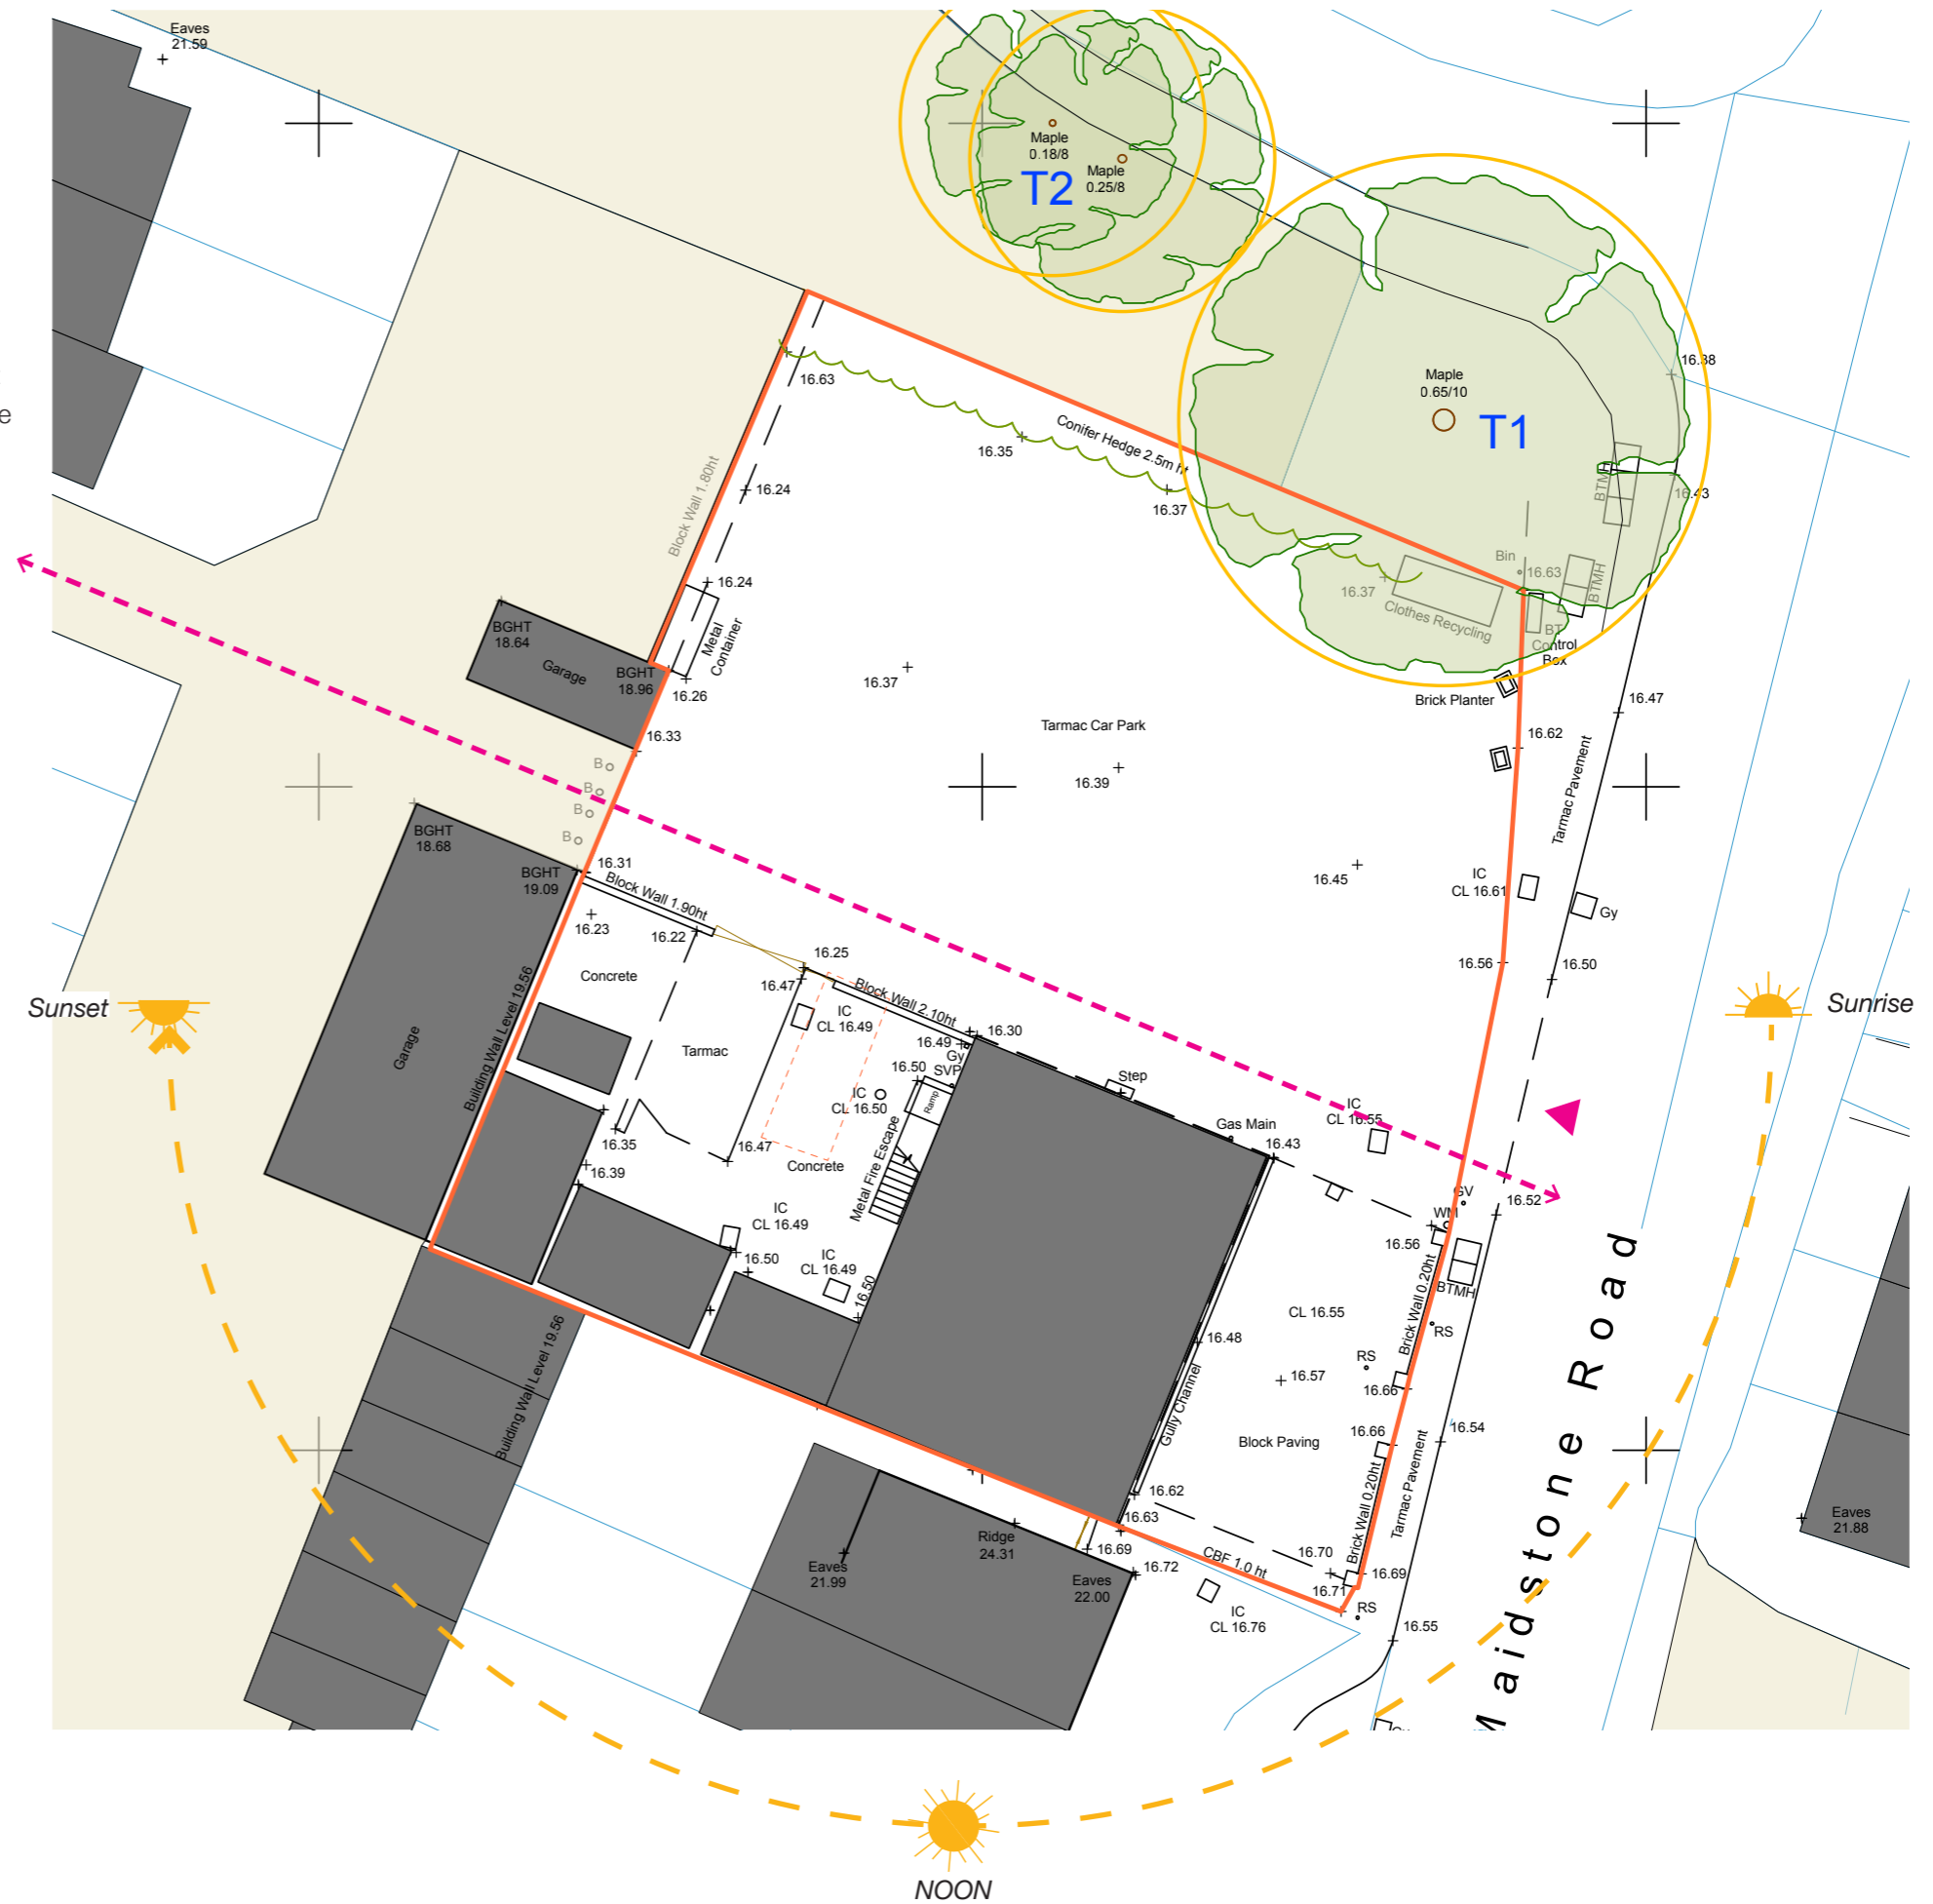 Eaves
21.59
Maple
0.18/8
Maple
0.25/8
T2
Maple
0.65/10
T1
16.38
e
16.63
Conifer Hedge 2.5m ht
16.35
16.37
Block Wall 1.80ht
16.24
16.43
BTM
Bin
16.63
BTMH
16.24
16.37
Clothes Recycling
BT
Control
Box
BGHT
18.64
Garage
BGHT
18.96
Metal
Container
16.26
16.37
Brick Planter
16.47
16.33
Tarmac Car Park
16.62
B
B
B
B
16.39
Tarmac Pavement
BGHT
18.68
BGHT
19.09
16.31
Block Wall 1.90ht
16.45
IC
CL 16.61
Gy
16.23
16.22
16.25
16.56
16.50
Concrete
16.47
Block Wall 2.10ht
Sunset
Sunrise
IC
CL 16.49
16.30
16.49
Gy
SVP
Garage
Building Wall Level 19.56
Tarmac
16.50
Step
IC
CL 16.50
Ramp
IC
CL 16.55
Gas Main
16.43
16.35
16.47
16.39
Concrete
Metal Fire Escape
GV
16.52
WM
IC
CL 16.49
16.56
16.50
IC
CL 16.49
16.50
BTMH
Brick Wall 0.20ht
CL 16.55
RS
Building Wall Level 19.56
16.48
RS
16.57
16.66
Gully Channel
16.66
16.54
Block Paving
Maidstone Road
Tarmac Pavement
Brick Wall 0.20ht
16.62
16.63
Ridge
24.31
16.69
16.70
16.69
Eaves
21.88
CBF 1.0 ht
Eaves
21.99
16.72
Eaves
22.00
16.71
RS
IC
CL 16.76
16.55
NOON